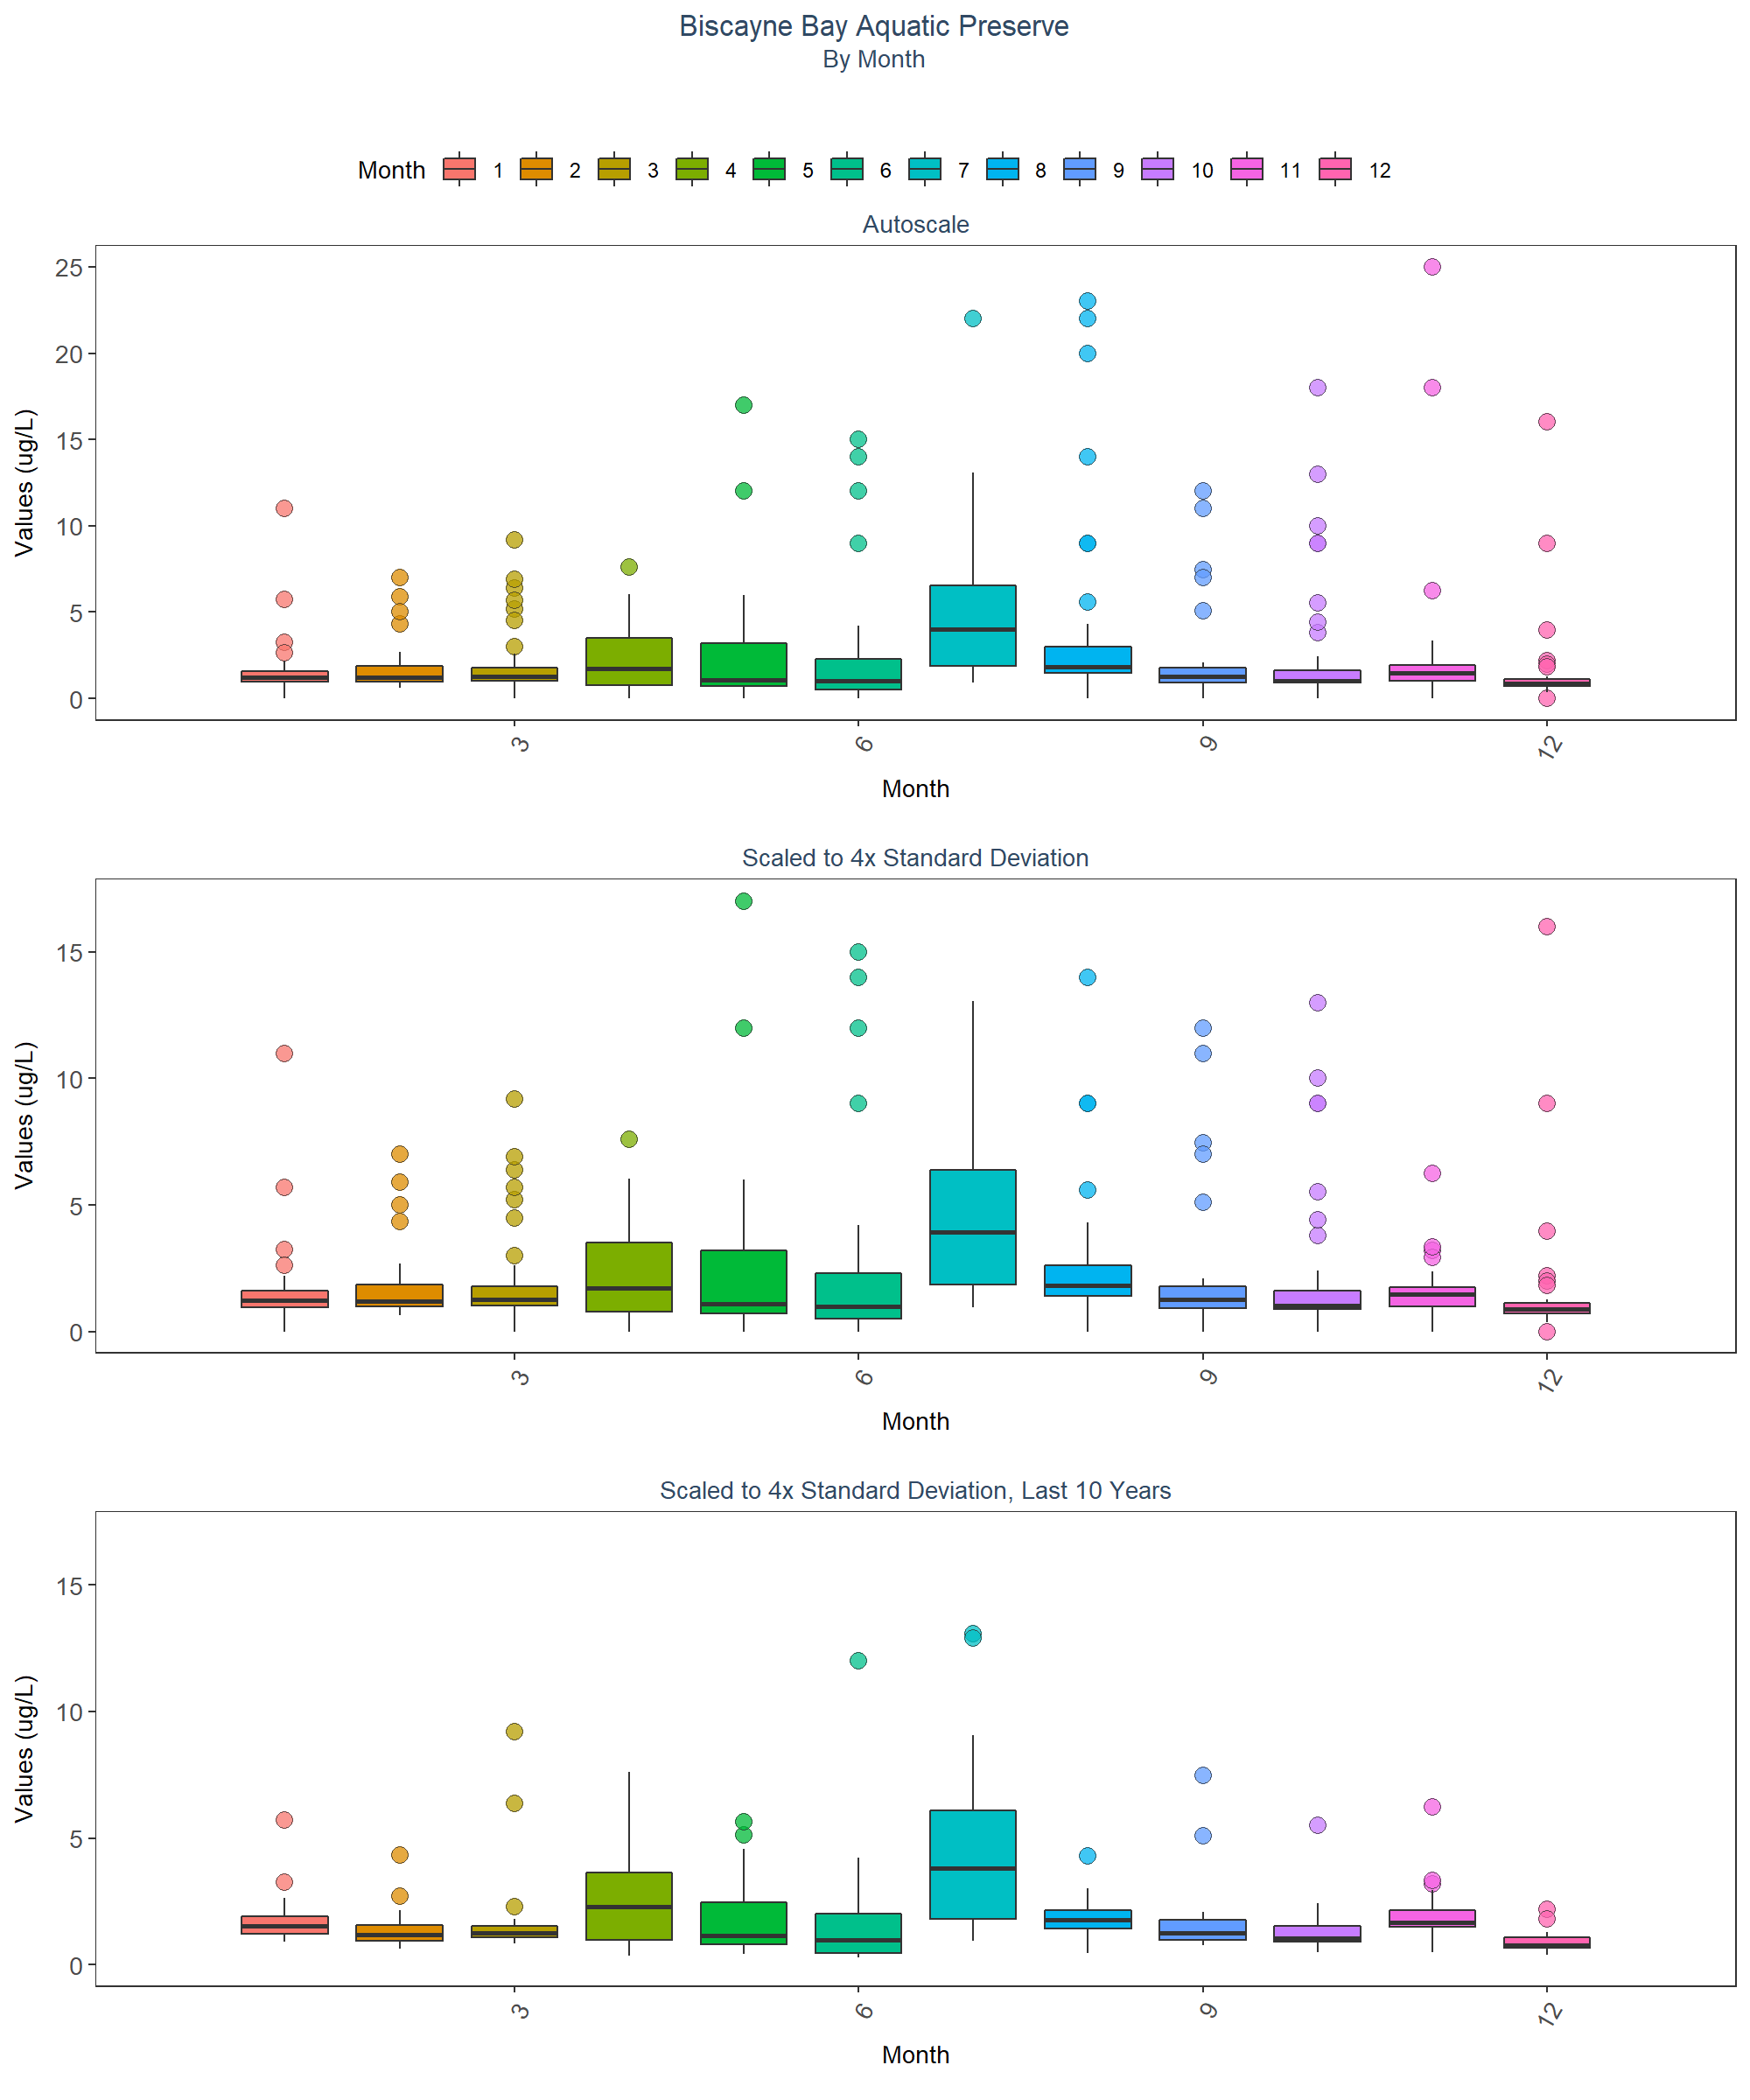 Biscayne Bay Aquatic Preserve
By Month
Month 1 2 3 4 5 6 7 8 9 10 11 12
Autoscale
Values (ug/L)
25
20
15
10
5
0
3 6 9 12
Month
Scaled to 4x Standard Deviation
Values (ug/L)
15
10
5
0
3 6 9 12
Month
Scaled to 4x Standard Deviation, Last 10 Years
Values (ug/L)
15
10
5
0
3 6 9 12
Month